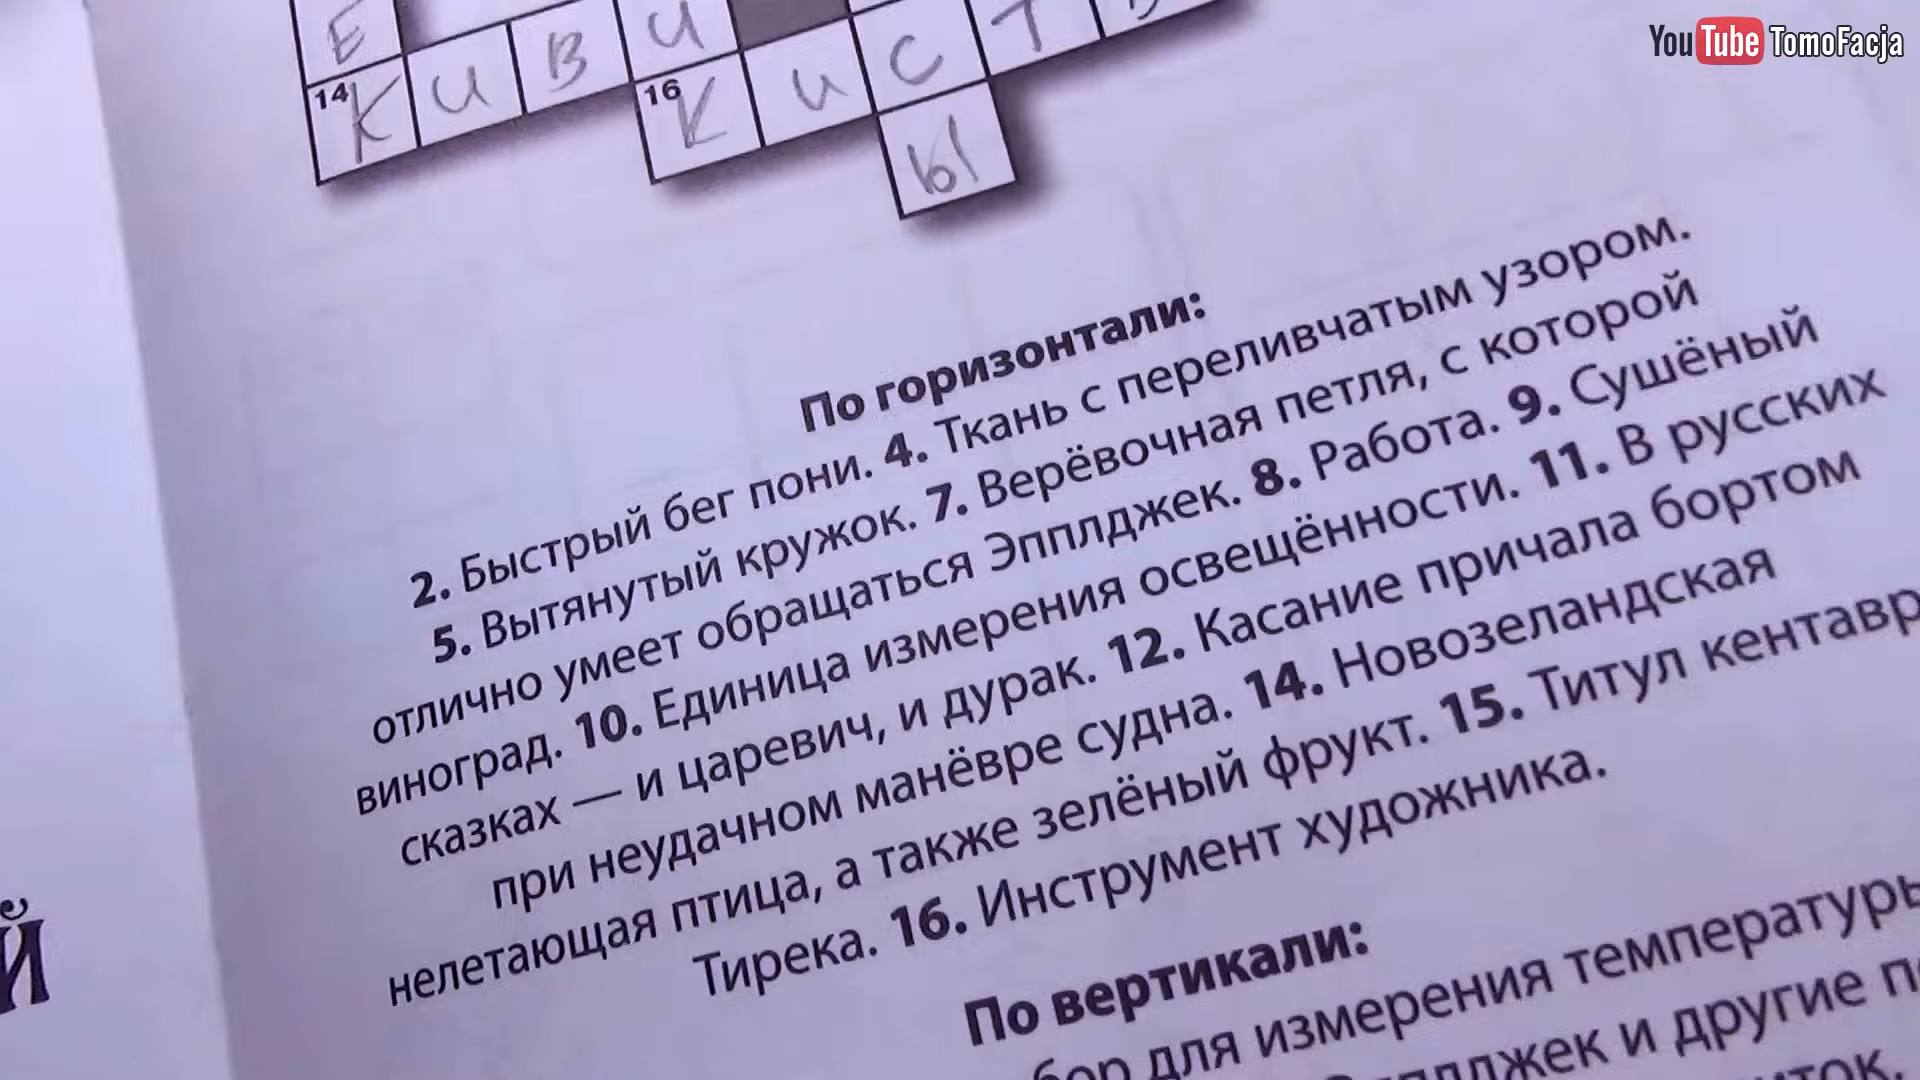 YouTube TomoFacja
Е
14 К И В И
16 К И С Т
Ы
По горизонтали:
2. Быстрый бег пони. 4. Ткань с переливчатым узором.
5. Вытянутый кружок. 7. Верёвочная петля, с которой
отлично умеет обращаться Эпплджек. 8. Работа. 9. Сушёный
виноград. 10. Единица измерения освещённости. 11. В русских
сказках — и царевич, и дурак. 12. Касание причала бортом
при неудачном манёвре судна. 14. Новозеландская
нелетающая птица, а также зелёный фрукт. 15. Титул кентавр
Тирека. 16. Инструмент художника.
По вертикали:
для измерения температуры
и другие
Й